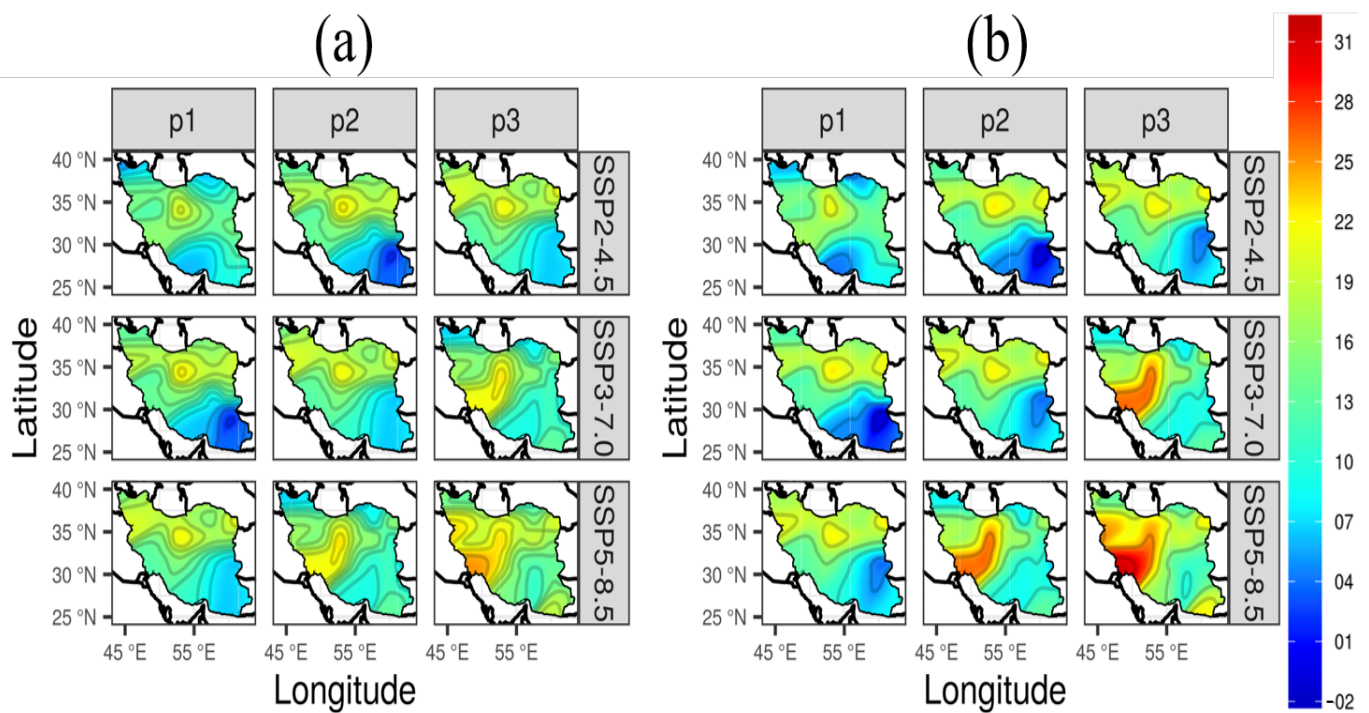 (a) (b)
p1 p2 p3 p1 p2 p3
40 °N 35 °N 30 °N 25 °N SSP2-4.5 40 °N 35 °N 30 °N 25 °N SSP2-4.5
40 °N 35 °N 30 °N 25 °N SSP3-7.0 40 °N 35 °N 30 °N 25 °N SSP3-7.0
40 °N 35 °N 30 °N 25 °N SSP5-8.5 40 °N 35 °N 30 °N 25 °N SSP5-8.5
Latitude Latitude
45 °E 55 °E 45 °E 55 °E 45 °E 55 °E 45 °E 55 °E 45 °E 55 °E 45 °E 55 °E
Longitude Longitude
31
28
25
22
19
16
13
10
07
04
01
-02